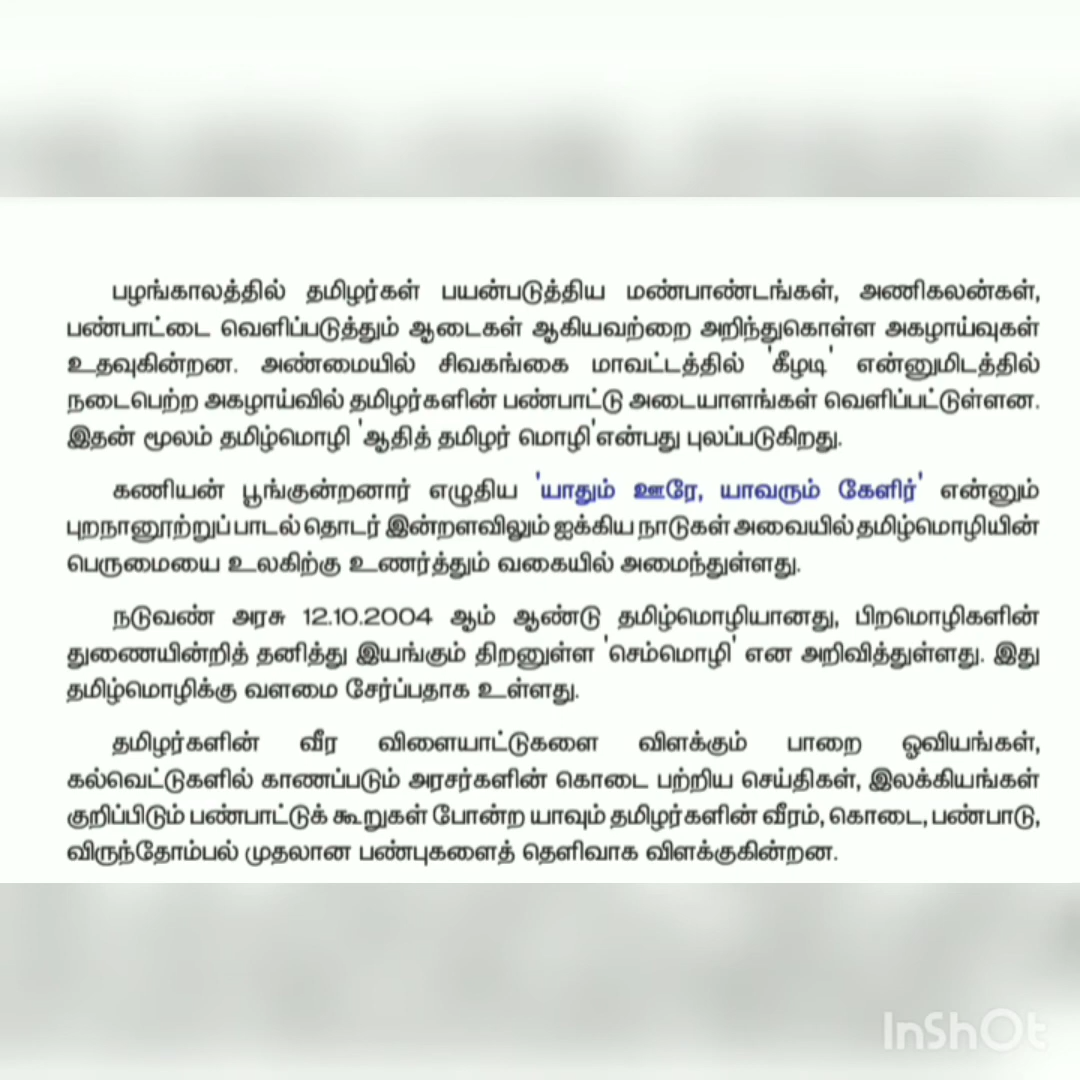 பழங்காலத்தில் தமிழர்கள் பயன்படுத்திய மண்பாண்டங்கள், அணிகலன்கள்,
பண்பாட்டை வெளிப்படுத்தும் ஆடைகள் ஆகியவற்றை அறிந்துகொள்ள அகழாய்வுகள்
உதவுகின்றன. அண்மையில் சிவகங்கை மாவட்டத்தில் 'கீழடி' என்னுமிடத்தில்
நடைபெற்ற அகழாய்வில் தமிழர்களின் பண்பாட்டு அடையாளங்கள் வெளிப்பட்டுள்ளன.
இதன் மூலம் தமிழ்மொழி 'ஆதித் தமிழர் மொழி'என்பது புலப்படுகிறது.
கணியன் பூங்குன்றனார் எழுதிய 'யாதும் ஊரே, யாவரும் கேளிர்' என்னும்
புறநானூற்றுப் பாடல் தொடர் இன்றளவிலும் ஐக்கிய நாடுகள் அவையில் தமிழ்மொழியின்
பெருமையை உலகிற்கு உணர்த்தும் வகையில் அமைந்துள்ளது.
நடுவண் அரசு 12.10.2004 ஆம் ஆண்டு தமிழ்மொழியானது, பிறமொழிகளின்
துணையின்றித் தனித்து இயங்கும் திறனுள்ள 'செம்மொழி' என அறிவித்துள்ளது. இது
தமிழ்மொழிக்கு வளமை சேர்ப்பதாக உள்ளது.
தமிழர்களின் வீர விளையாட்டுகளை விளக்கும் பாறை ஓவியங்கள்,
கல்வெட்டுகளில் காணப்படும் அரசர்களின் கொடை பற்றிய செய்திகள், இலக்கியங்கள்
குறிப்பிடும் பண்பாட்டுக் கூறுகள் போன்ற யாவும் தமிழர்களின் வீரம், கொடை, பண்பாடு,
விருந்தோம்பல் முதலான பண்புகளைத் தெளிவாக விளக்குகின்றன.
InShOt